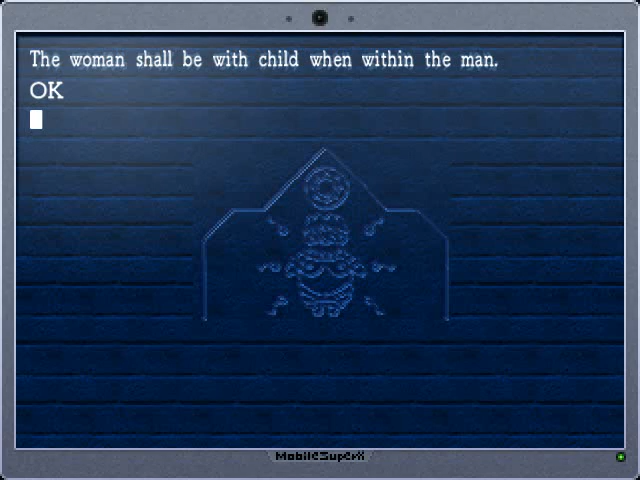 The woman shall be with child when within the man.
OK
MobileSuperX